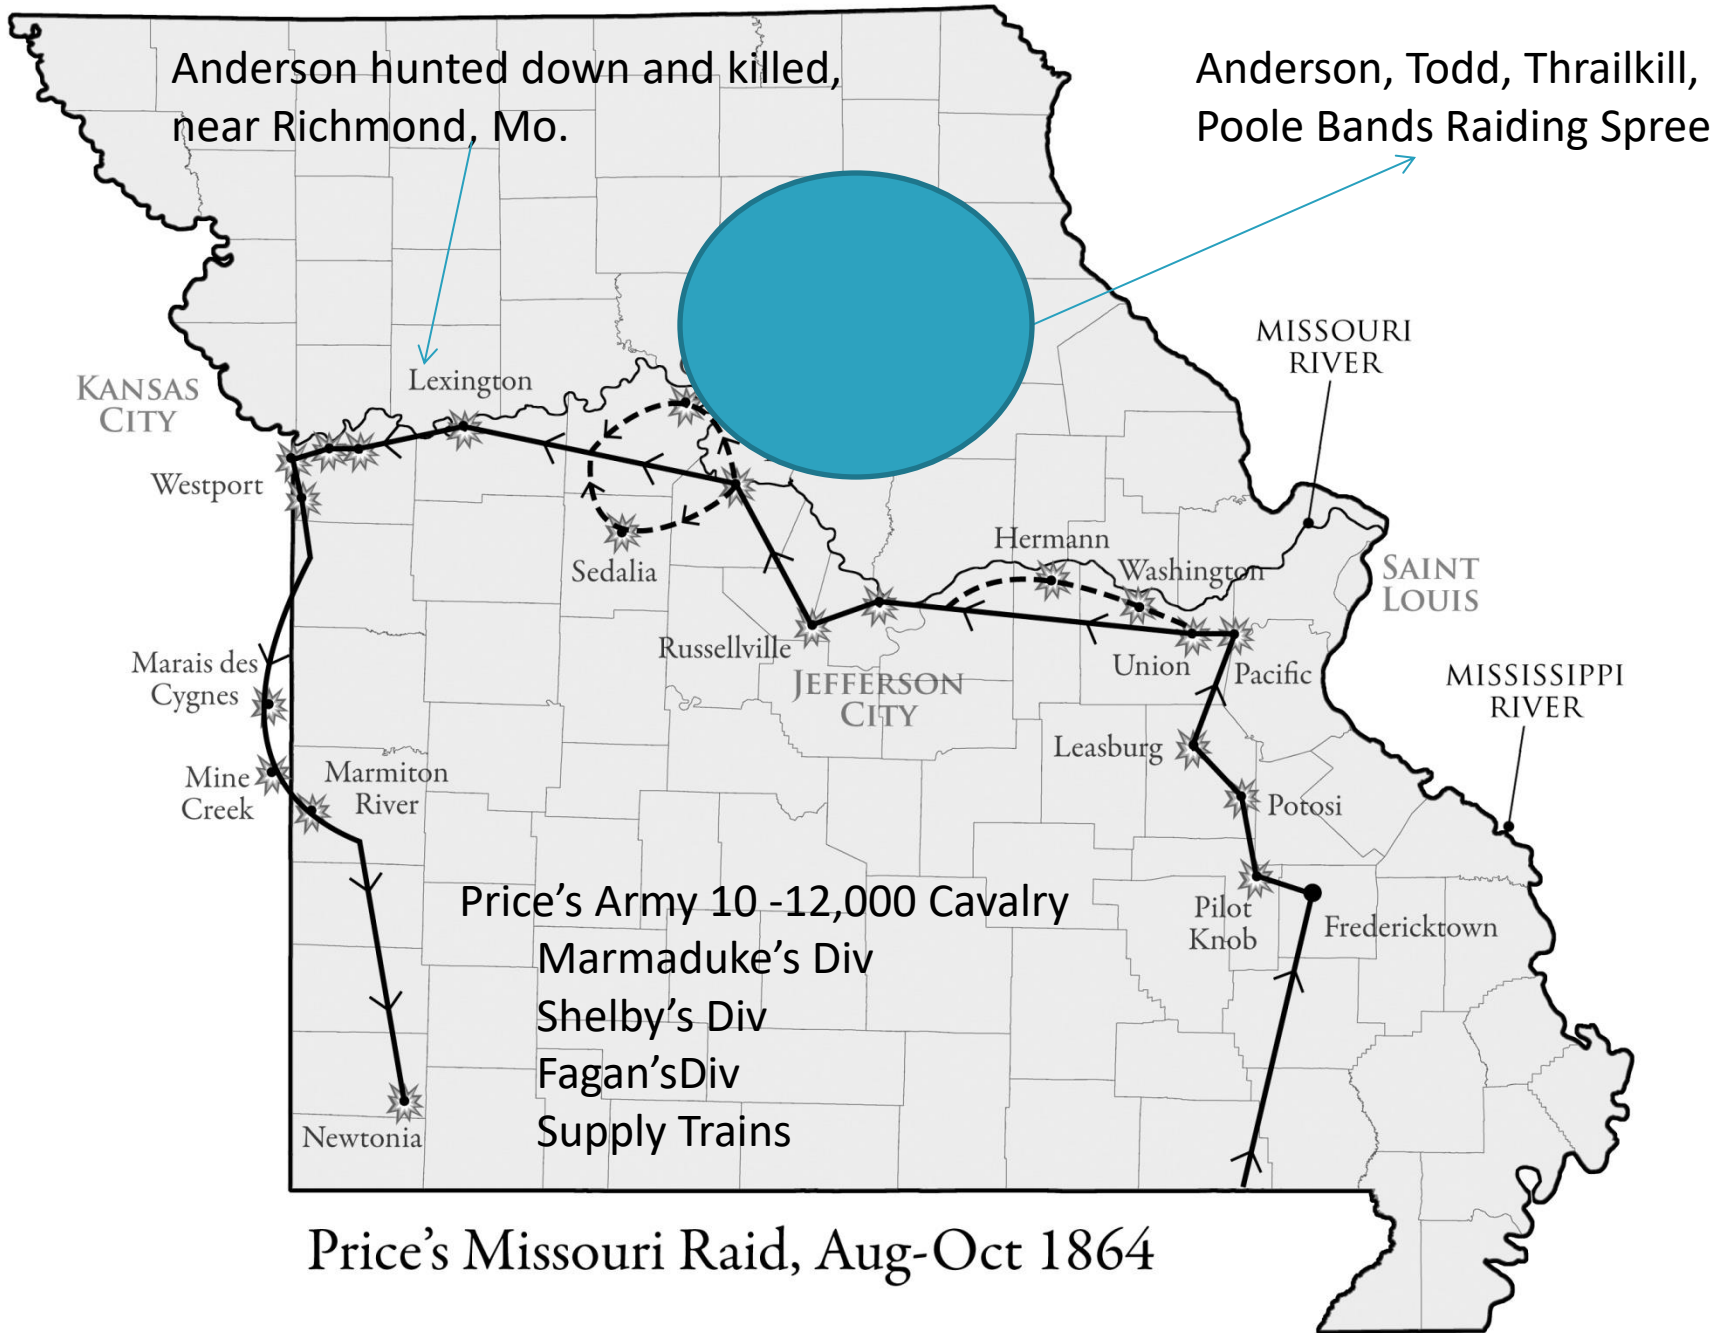 Anderson hunted down and killed,
near Richmond, Mo.
Anderson, Todd, Thrailkill,
Poole Bands Raiding Spree
MISSOURI
RIVER
KANSAS
CITY
Lexington
Westport
Sedalia
Hermann
Washington
SAINT
LOUIS
Russellville
JEFFERSON
CITY
Union
Pacific
MISSISSIPPI
RIVER
Marais des
Cygnes
Leasburg
Mine
Creek
Marmiton
River
Potosi
Price’s Army 10 -12,000 Cavalry
Marmaduke’s Div
Shelby’s Div
Fagan’sDiv
Supply Trains
Pilot
Knob
Fredericktown
Newtonia
Price’s Missouri Raid, Aug-Oct 1864